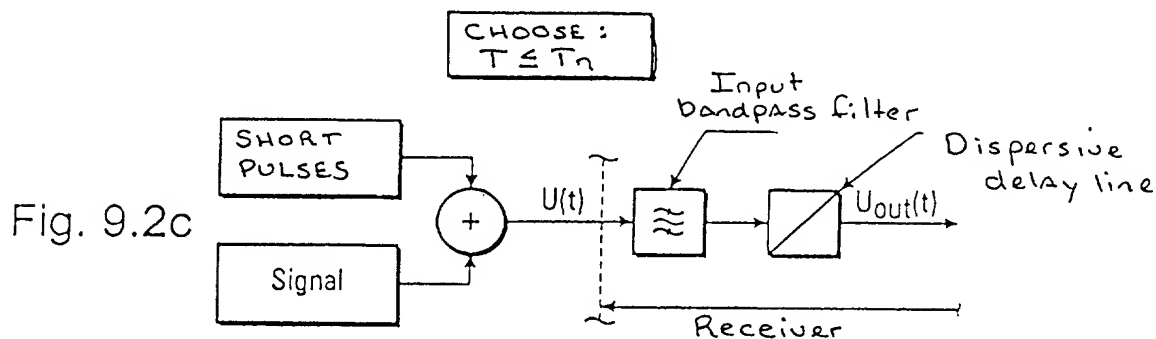 CHOOSE:
T ≤ Tn
Input
bandpass filter
SHORT
PULSES
Dispersive
delay line
U(t)
Uout(t)
+
Fig. 9.2c
Signal
Receiver